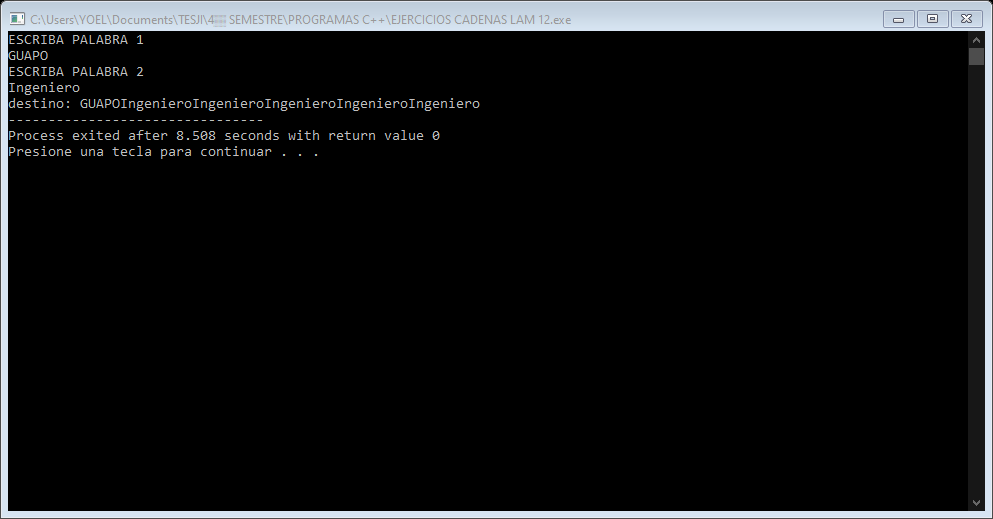 C:\Users\YOEL\Documents\TESJI\4 SEMESTRE\PROGRAMAS C++\EJERCICIOS CADENAS LAM 12.exe
ESCRIBA PALABRA 1
GUAPO
ESCRIBA PALABRA 2
Ingeniero
destino: GUAPOIngenieroIngenieroIngenieroIngenieroIngeniero
--------------------------------
Process exited after 8.508 seconds with return value 0
Presione una tecla para continuar . . .